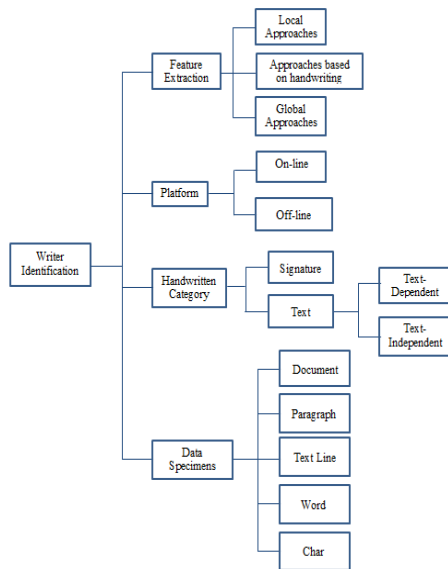 Local
Approaches
Feature
Extraction
Approaches based
on handwriting
Global
Approaches
On-line
Platform
Off-line
Writer
Identification
Handwritten
Category
Signature
Text
Text-
Dependent
Text-
Independent
Document
Paragraph
Data
Specimens
Text Line
Word
Char